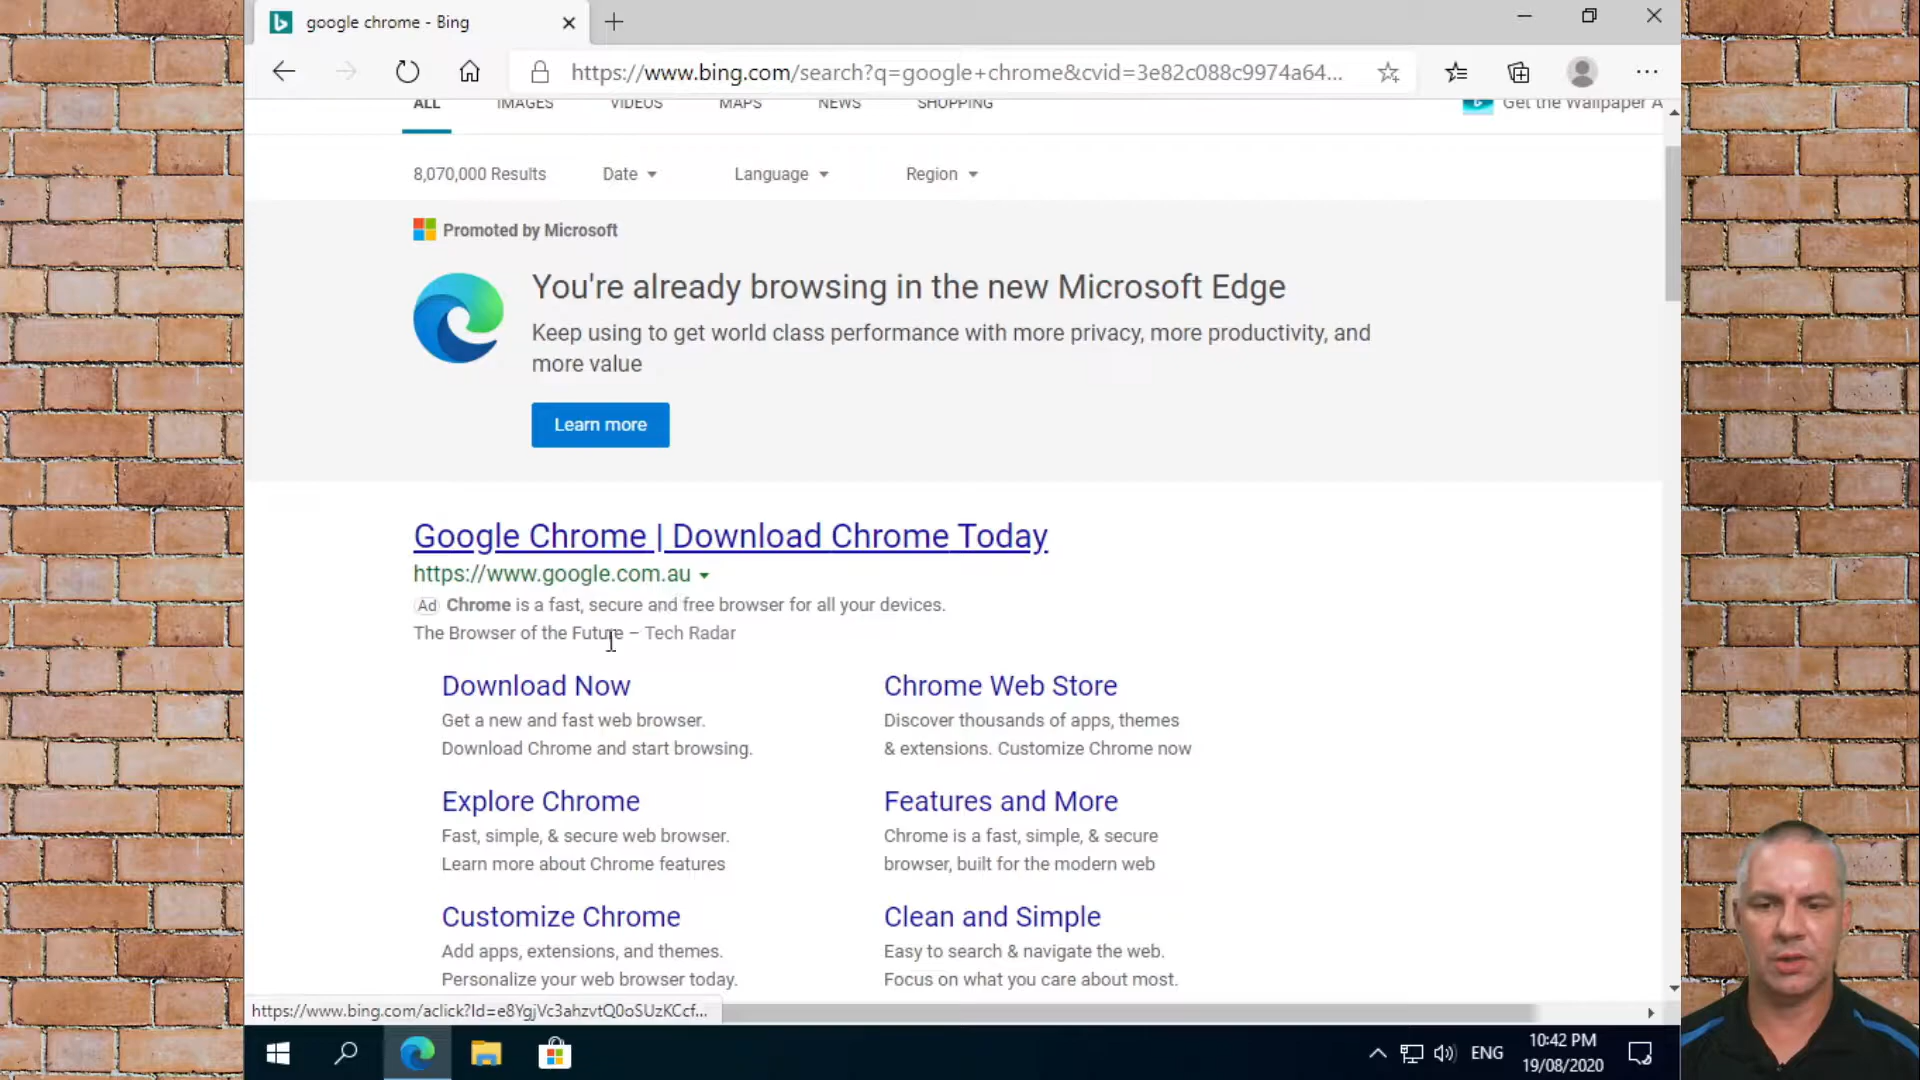 google chrome - Bing
https://www.bing.com/search?q=google+chrome&cvid=3e82c088c9974a64...
ALL IMAGES VIDEOS MAPS NEWS SHOPPING
Get the Wallpaper A
8,070,000 Results Date Language Region
Promoted by Microsoft
You're already browsing in the new Microsoft Edge
Keep using to get world class performance with more privacy, more productivity, and
more value
Learn more
Google Chrome | Download Chrome Today
https://www.google.com.au
Ad Chrome is a fast, secure and free browser for all your devices.
The Browser of the Future – Tech Radar
Download Now
Get a new and fast web browser.
Download Chrome and start browsing.
Chrome Web Store
Discover thousands of apps, themes
& extensions. Customize Chrome now
Explore Chrome
Fast, simple, & secure web browser.
Learn more about Chrome features
Features and More
Chrome is a fast, simple, & secure
browser, built for the modern web
Customize Chrome
Add apps, extensions, and themes.
Personalize your web browser today.
Clean and Simple
Easy to search & navigate the web.
Focus on what you care about most.
https://www.bing.com/aclick?ld=e8YgjVc3ahzvtQ0oSUzKCcf...
ENG
10:42 PM
19/08/2020